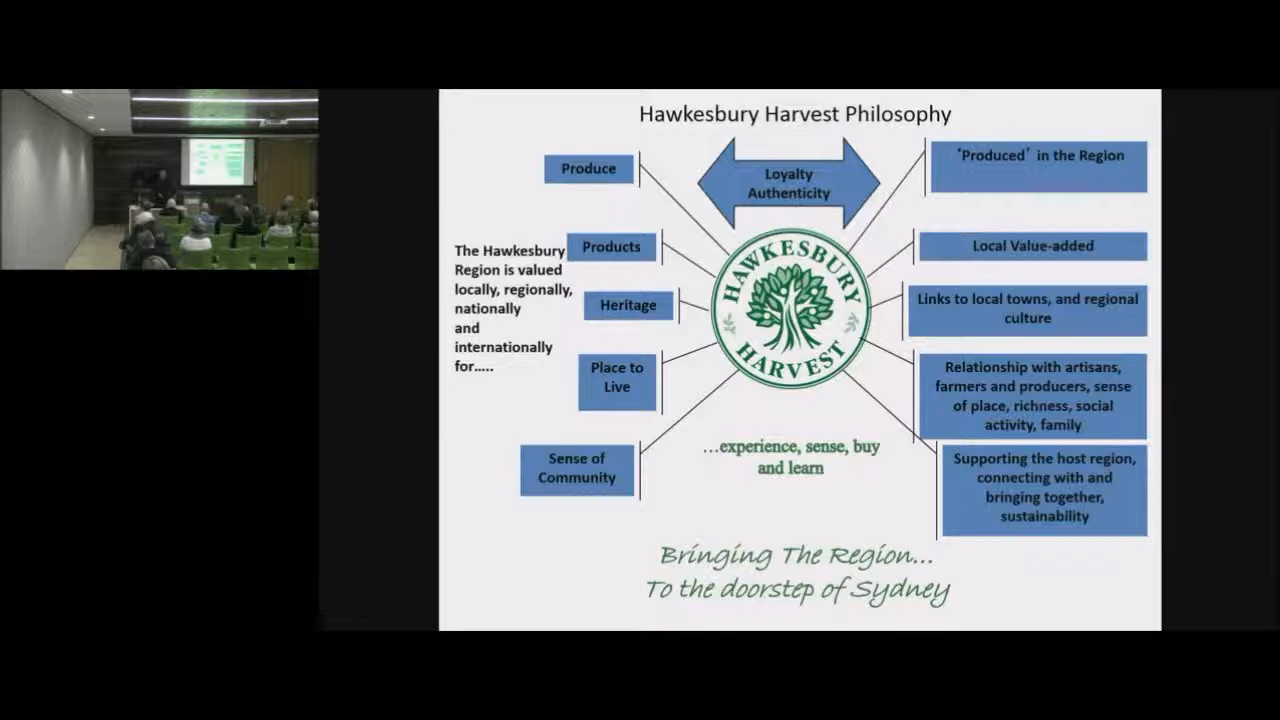 Hawkesbury Harvest Philosophy
Loyalty
Authenticity
Produce
Products
The Hawkesbury
Region is valued
locally, regionally,
nationally
and
internationally
for.....
Heritage
Place to
Live
Sense of
Community
HAWKESBURY
HARVEST
...experience, sense, buy
and learn
'Produced' in the Region
Local Value-added
Links to local towns, and regional
culture
Relationship with artisans,
farmers and producers, sense
of place, richness, social
activity, family
Supporting the host region,
connecting with and
bringing together,
sustainability
Bringing The Region...
To the doorstep of Sydney